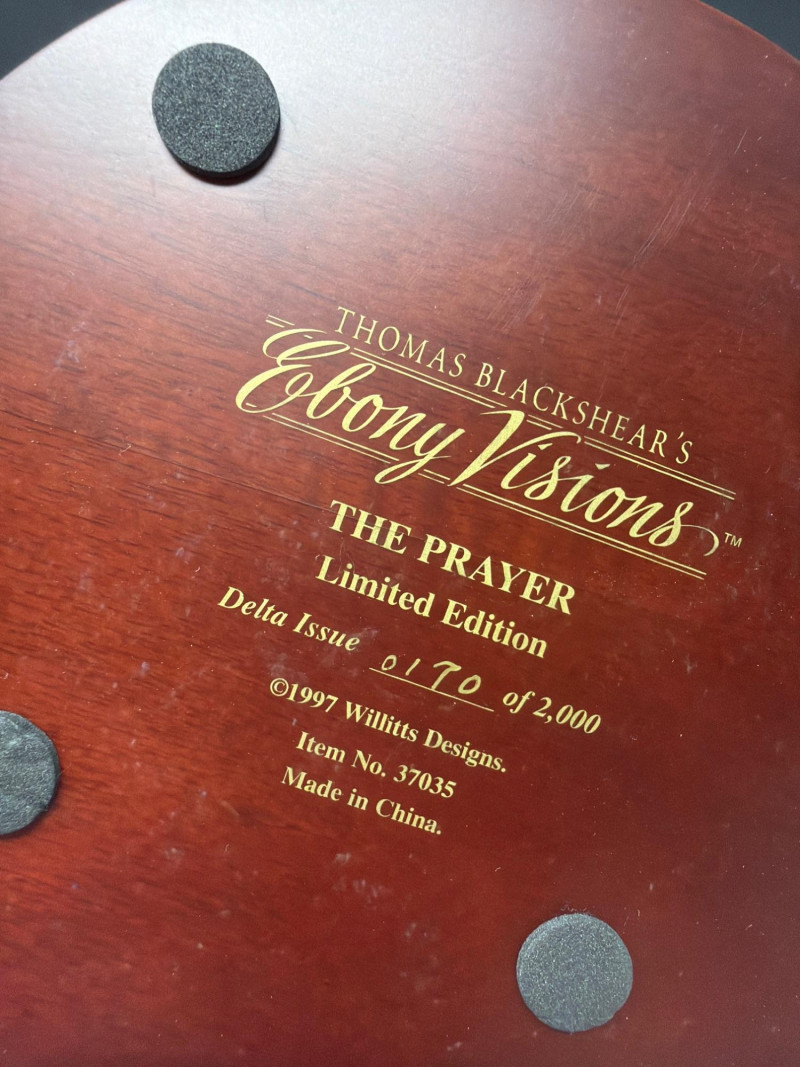 THOMAS BLACKSHEAR'S
Ebony Visions™
THE PRAYER
Limited Edition
Delta Issue 0170 of 2,000
©1997 Willitts Designs.
Item No. 37035
Made in China.